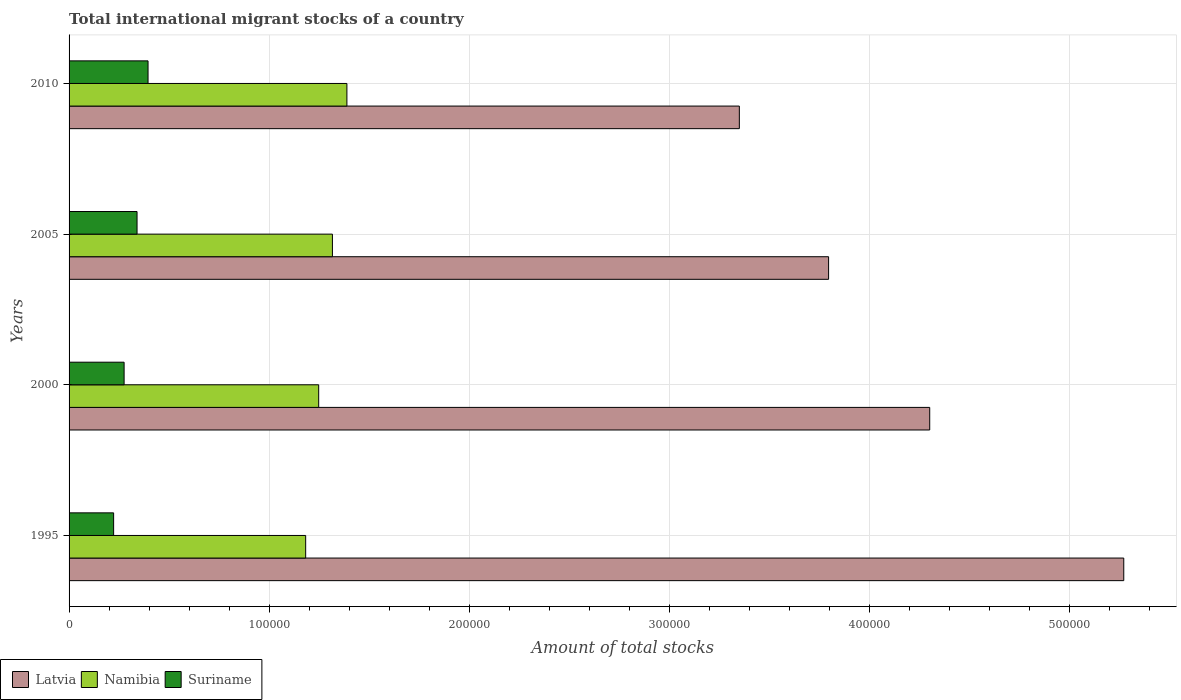 Total international migrant stocks of a country
2010
2005
2000
1995
Years
0
100000
200000
300000
400000
500000
Amount of total stocks
Latvia
Namibia
Suriname